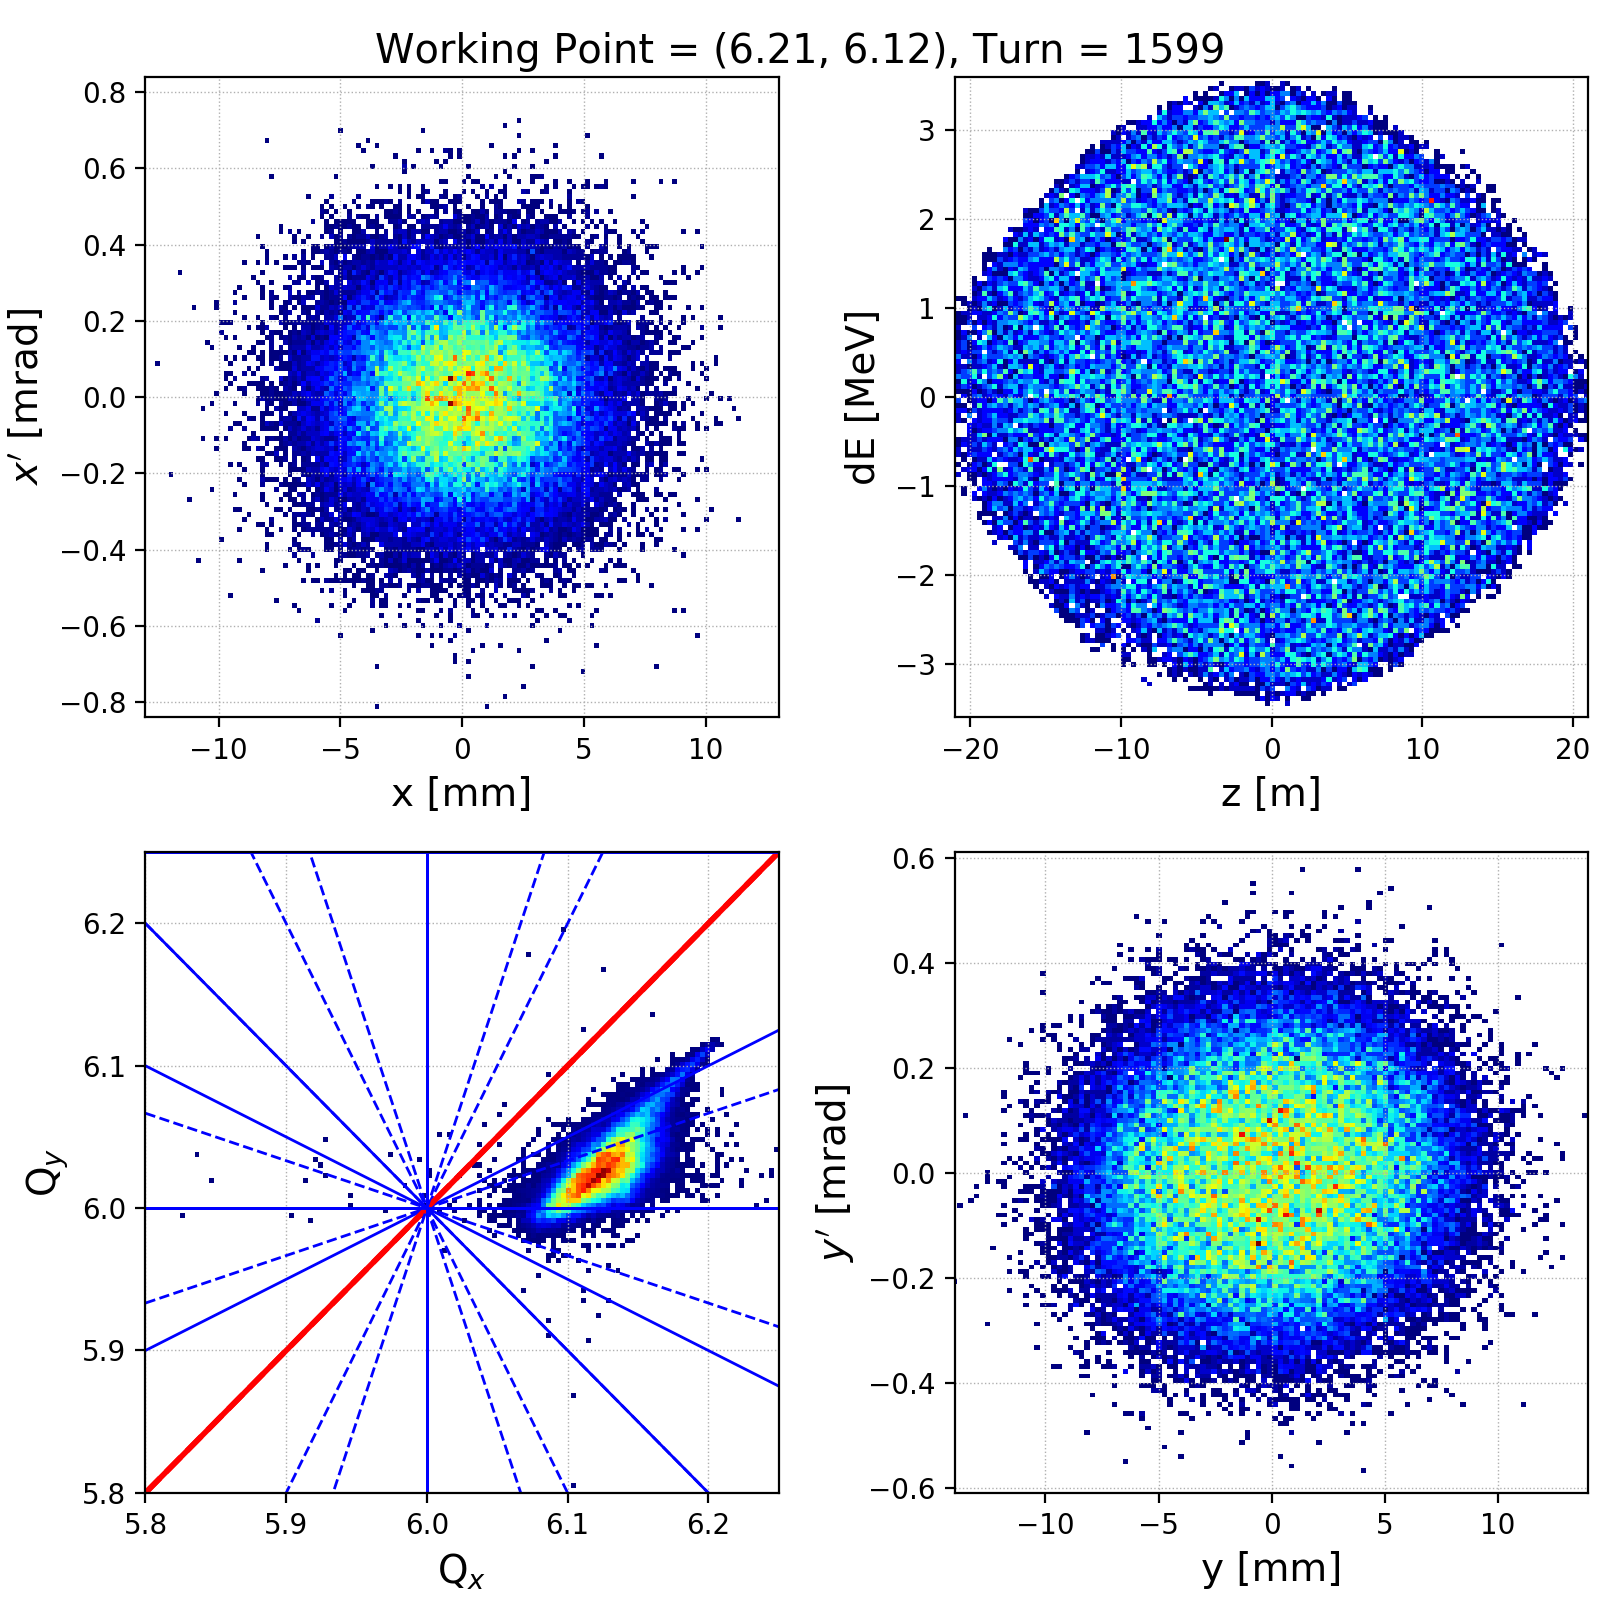 Working Point = (6.21, 6.12), Turn = 1599
0.8
0.6
0.4
0.2
0.0
−0.2
−0.4
−0.6
−0.8
x′ [mrad]
−10 −5 0 5 10
x [mm]
3
2
1
0
−1
−2
−3
dE [MeV]
−20 −10 0 10 20
z [m]
6.2
6.1
6.0
5.9
5.8
Qy
5.8 5.9 6.0 6.1 6.2
Qx
0.6
0.4
0.2
0.0
−0.2
−0.4
−0.6
y′ [mrad]
−10 −5 0 5 10
y [mm]